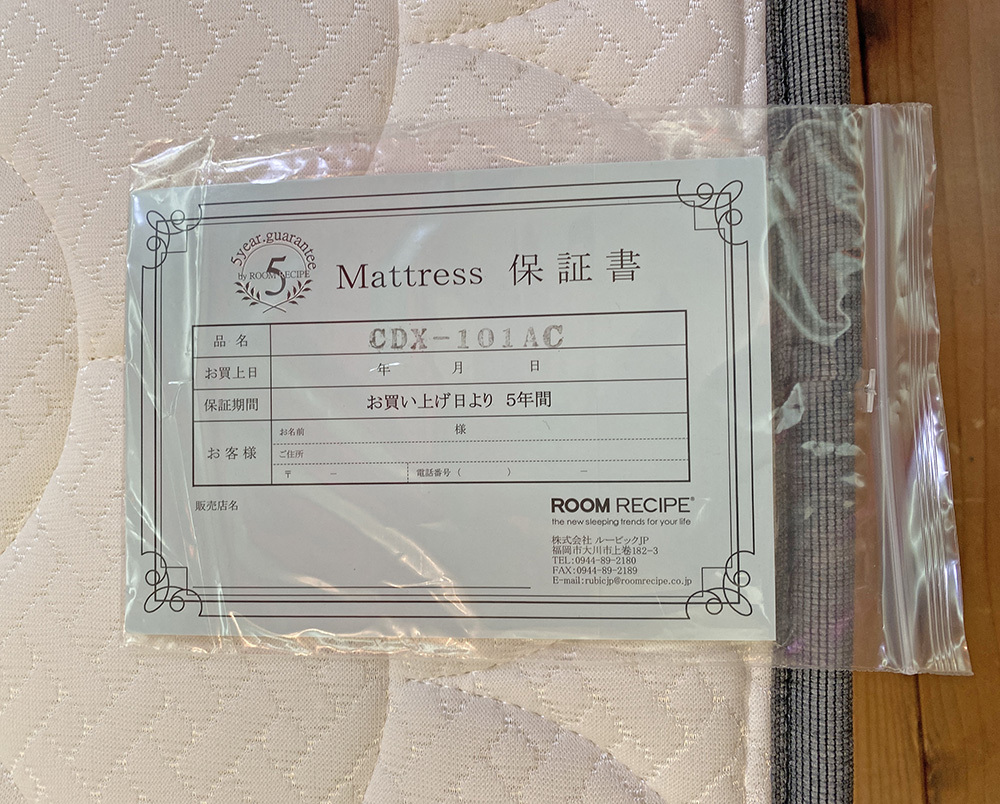 5year.guarantee
by ROOM RECIPE
5
Mattress 保証書
品名 CDX-101AC
お買上日 年 月 日
保証期間 お買い上げ日より 5年間
お客様
お名前 様
ご住所
〒 － 電話番号（ ） －
販売店名
ROOM RECIPE®
the new sleeping trends for your life
株式会社 ルービックJP
福岡市大川市上巻182-3
TEL:0944-89-2180
FAX:0944-89-2189
E-mail:rubicjp@roomrecipe.co.jp